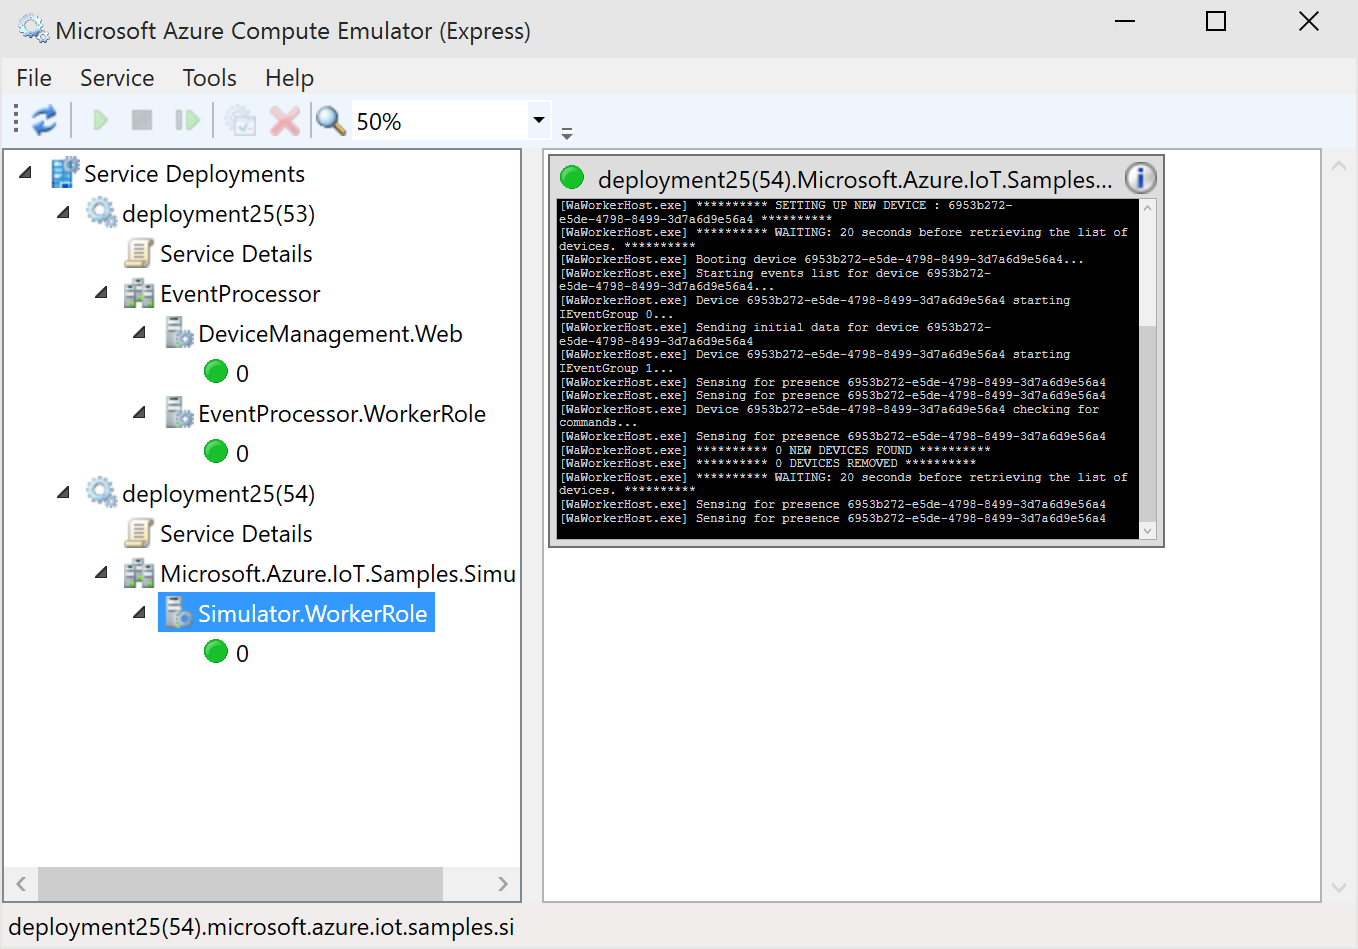 Microsoft Azure Compute Emulator (Express)
File Service Tools Help
50%
Service Deployments
deployment25(53)
Service Details
EventProcessor
DeviceManagement.Web
0
EventProcessor.WorkerRole
0
deployment25(54)
Service Details
Microsoft.Azure.IoT.Samples.Simu
Simulator.WorkerRole
0
deployment25(54).Microsoft.Azure.IoT.Samples...
[WaWorkerHost.exe] ********** SETTING UP NEW DEVICE : 6953b272-
e5de-4798-8499-3d7a6d9e56a4 **********
[WaWorkerHost.exe] ********** WAITING: 20 seconds before retrieving the list of
devices. **********
[WaWorkerHost.exe] Booting device 6953b272-e5de-4798-8499-3d7a6d9e56a4...
[WaWorkerHost.exe] Starting events list for device 6953b272-
e5de-4798-8499-3d7a6d9e56a4...
[WaWorkerHost.exe] Device 6953b272-e5de-4798-8499-3d7a6d9e56a4 starting
IEventGroup 0...
[WaWorkerHost.exe] Sending initial data for device 6953b272-
e5de-4798-8499-3d7a6d9e56a4
[WaWorkerHost.exe] Device 6953b272-e5de-4798-8499-3d7a6d9e56a4 starting
IEventGroup 1...
[WaWorkerHost.exe] Sensing for presence 6953b272-e5de-4798-8499-3d7a6d9e56a4
[WaWorkerHost.exe] Sensing for presence 6953b272-e5de-4798-8499-3d7a6d9e56a4
[WaWorkerHost.exe] Device 6953b272-e5de-4798-8499-3d7a6d9e56a4 checking for
commands...
[WaWorkerHost.exe] Sensing for presence 6953b272-e5de-4798-8499-3d7a6d9e56a4
[WaWorkerHost.exe] ********** 0 NEW DEVICES FOUND **********
[WaWorkerHost.exe] ********** 0 DEVICES REMOVED **********
[WaWorkerHost.exe] ********** WAITING: 20 seconds before retrieving the list of
devices. **********
[WaWorkerHost.exe] Sensing for presence 6953b272-e5de-4798-8499-3d7a6d9e56a4
[WaWorkerHost.exe] Sensing for presence 6953b272-e5de-4798-8499-3d7a6d9e56a4
deployment25(54).microsoft.azure.iot.samples.si